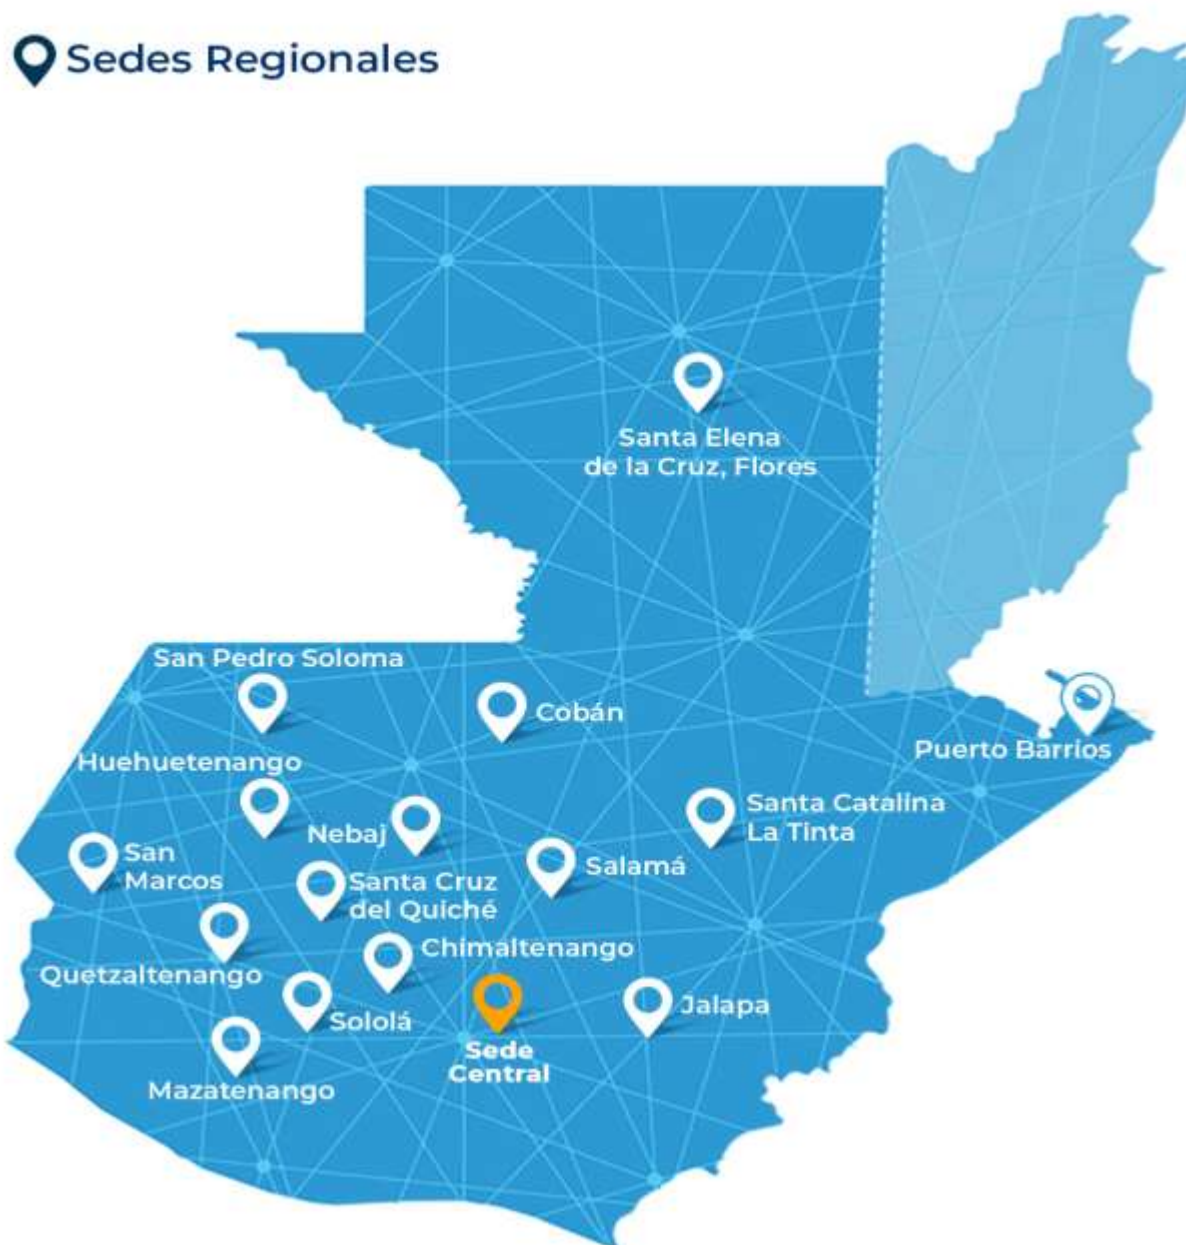 Sedes Regionales
Santa Elena
de la Cruz, Flores
San Pedro Soloma
Cobán
Puerto Barrios
Huehuetenango
Nebaj
Santa Catalina
La Tinta
San
Marcos
Salamá
Santa Cruz
del Quiché
Chimaltenango
Quetzaltenango
Sololá
Jalapa
Sede
Central
Mazatenango